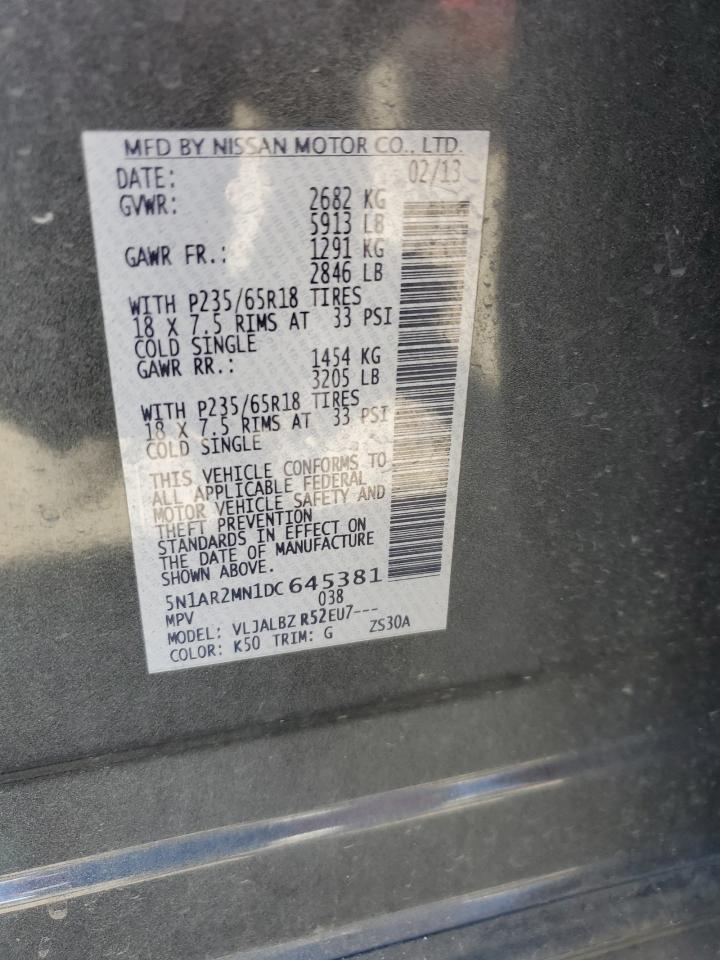 MFD BY NISSAN MOTOR CO., LTD.
DATE: 02/13
GVWR: 2682 KG
5913 LB
GAWR FR.: 1291 KG
2846 LB
WITH P235/65R18 TIRES
18 X 7.5 RIMS AT 33 PSI
COLD SINGLE
GAWR RR.: 1454 KG
3205 LB
WITH P235/65R18 TIRES
18 X 7.5 RIMS AT 33 PSI
COLD SINGLE
THIS VEHICLE CONFORMS TO
ALL APPLICABLE FEDERAL
MOTOR VEHICLE SAFETY AND
THEFT PREVENTION
STANDARDS IN EFFECT ON
THE DATE OF MANUFACTURE
SHOWN ABOVE.
5N1AR2MN1DC645381
MPV 038
MODEL: VLJALBZ R52EU7---
COLOR: K50 TRIM: G ZS30A